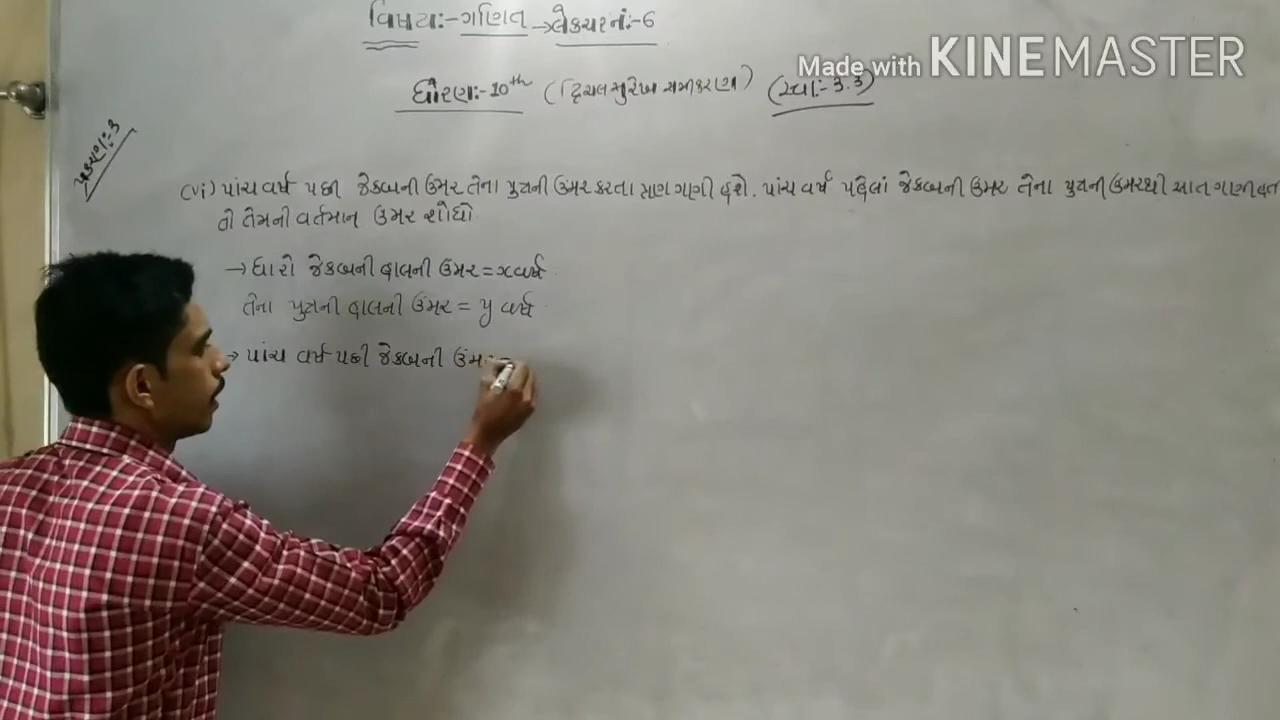 વિષય:-ગણિત → લેકચર નં:-6
Made with KINEMASTER
ધોરણ:-10th (દ્વિચલ સુરેખ સમીકરણ) (સ્વા:- 3.3)
પ્રકરણ:-3
(vi) પાંચ વર્ષ પછી જેકબની ઉંમર તેના પુત્રની ઉંમર કરતા ત્રણ ગણી હશે. પાંચ વર્ષ પહેલાં જેકબની ઉંમર તેના પુત્રની ઉંમરથી સાત ગણી હતી
તો તેમની વર્તમાન ઉંમર શોધો
→ ધારો જેકબની હાલની ઉંમર = x વર્ષ
તેના પુત્રની હાલની ઉંમર = y વર્ષ
→ પાંચ વર્ષ પછી જેકબની ઉંમર =